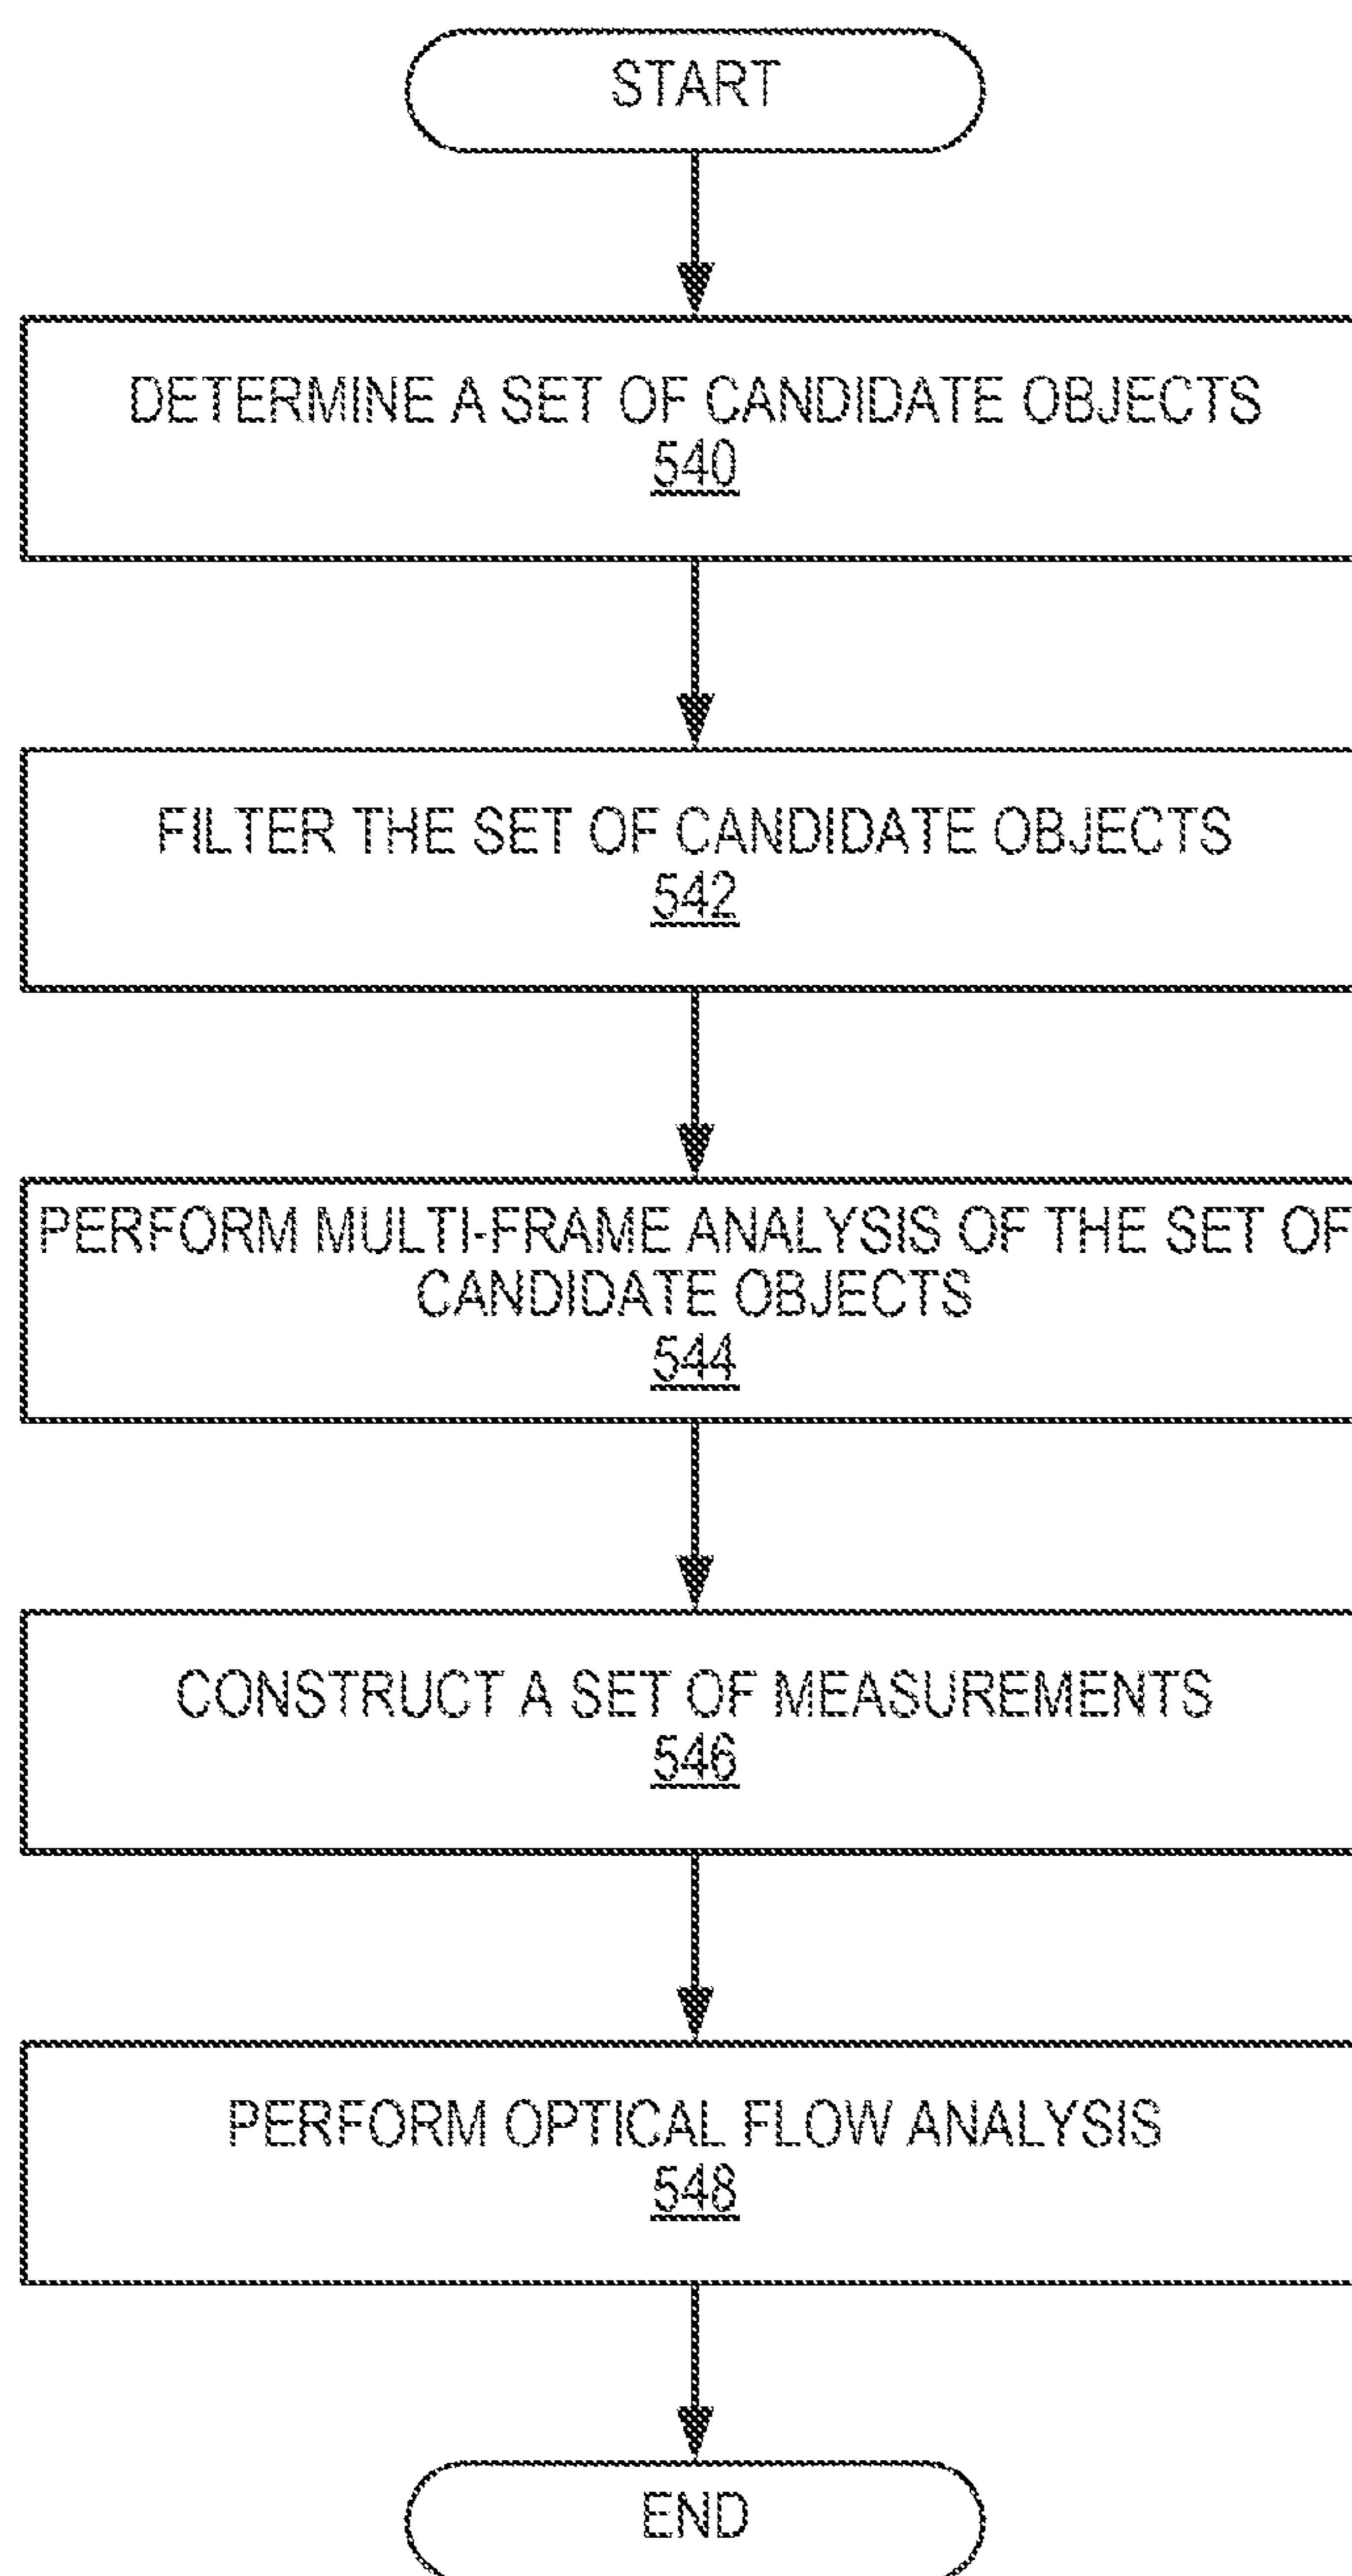 START
DETERMINE A SET OF CANDIDATE OBJECTS
540
FILTER THE SET OF CANDIDATE OBJECTS
542
PERFORM MULTI-FRAME ANALYSIS OF THE SET OF
CANDIDATE OBJECTS
544
CONSTRUCT A SET OF MEASUREMENTS
546
PERFORM OPTICAL FLOW ANALYSIS
548
END